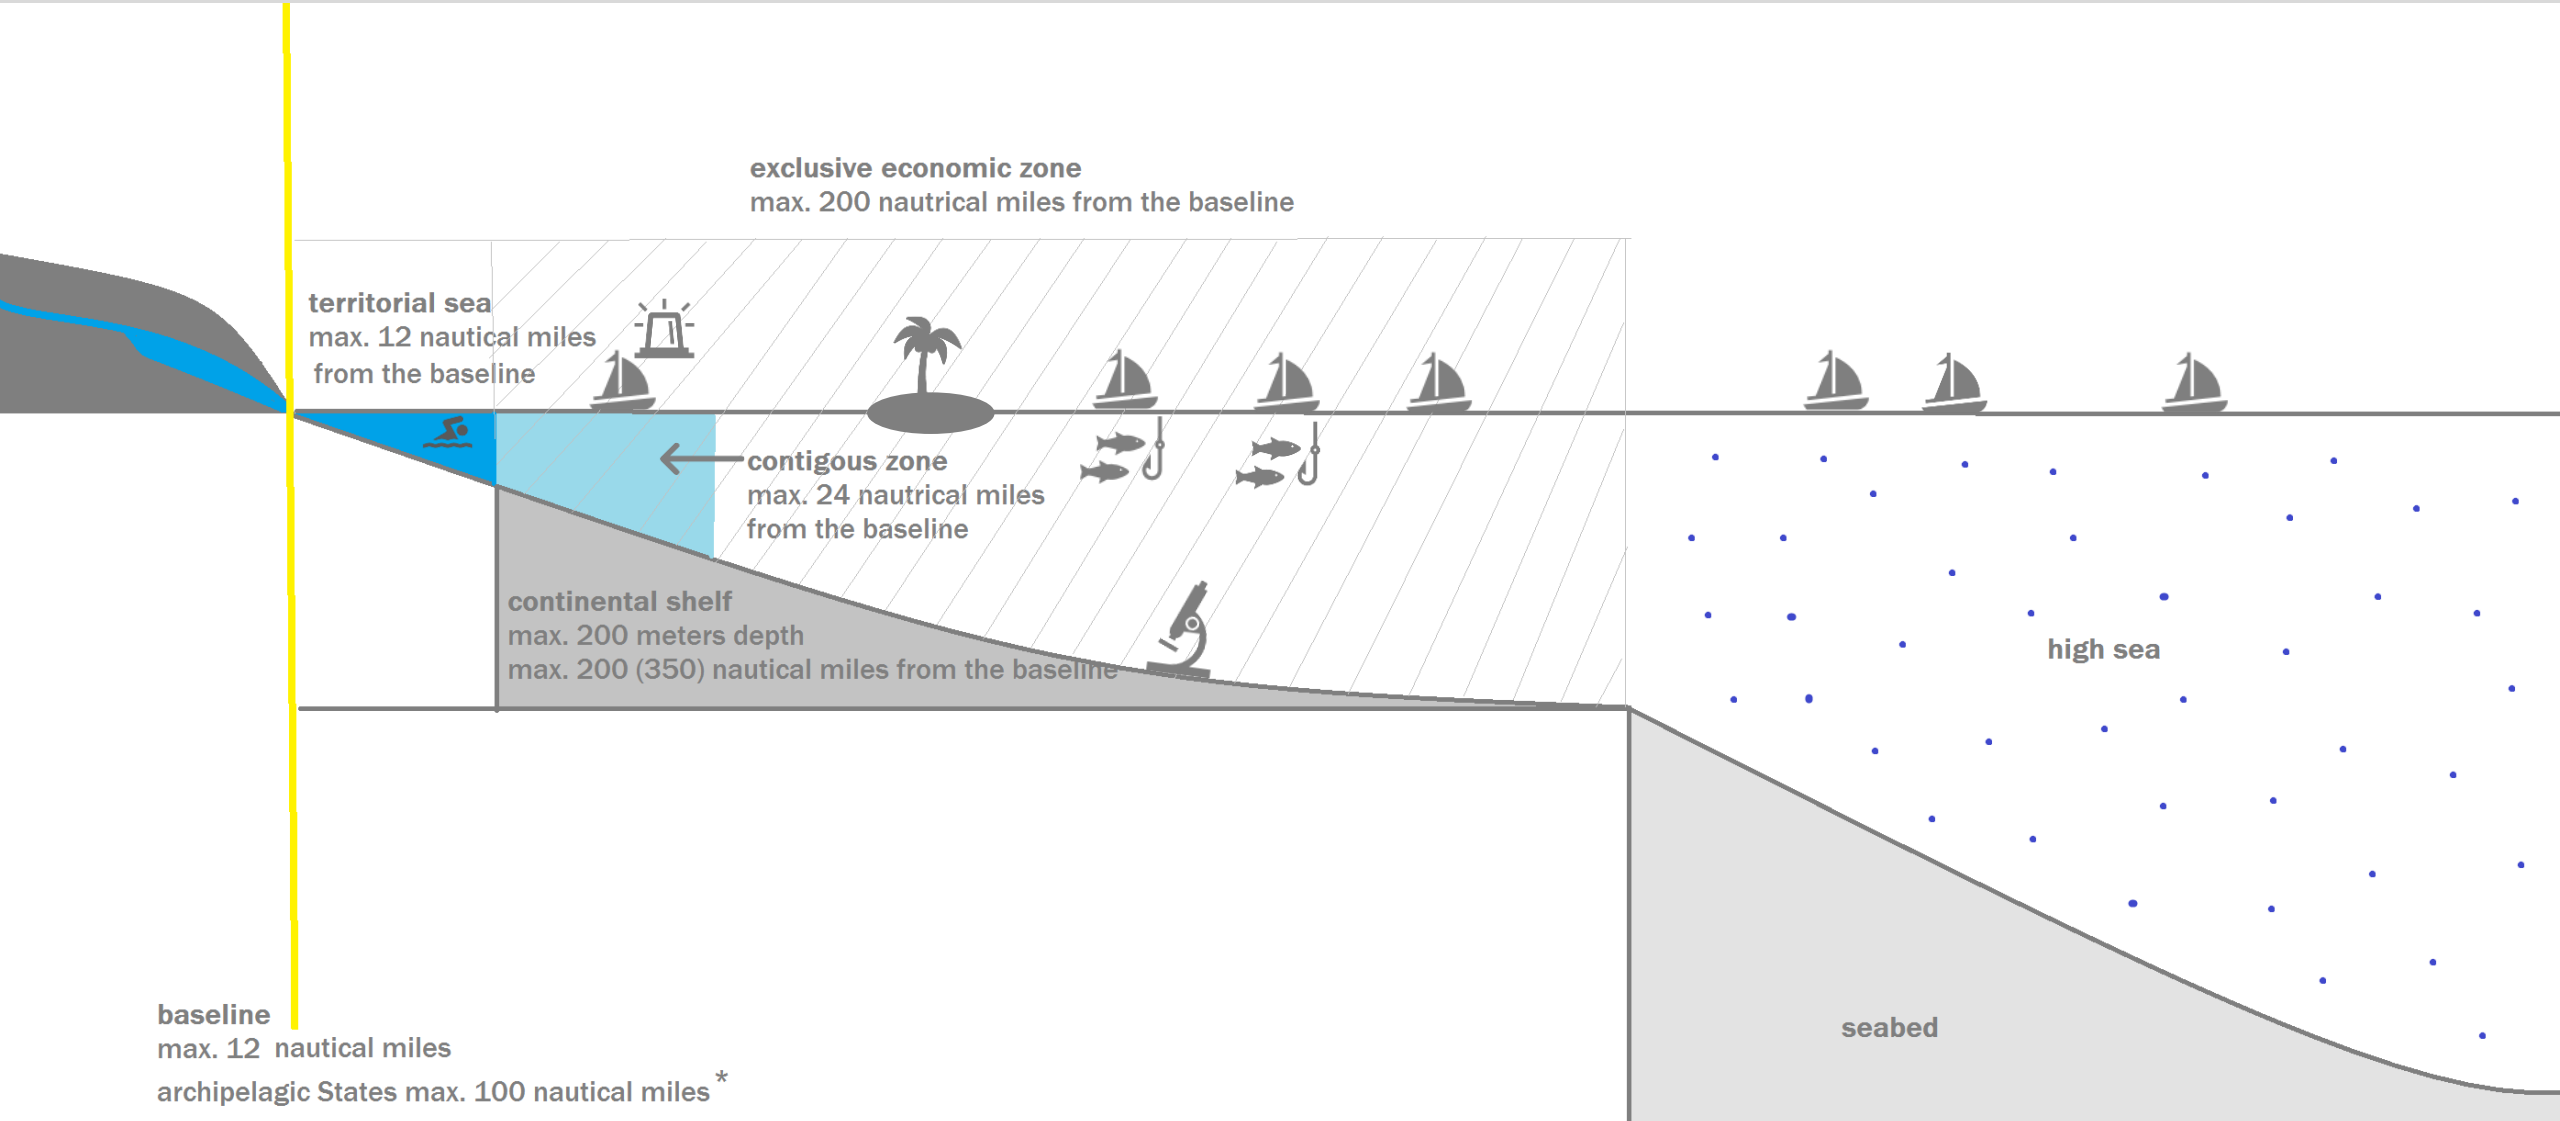 exclusive economic zone
max. 200 nautrical miles from the baseline
territorial sea
max. 12 nautical miles
from the baseline
contigous zone
max. 24 nautrical miles
from the baseline
continental shelf
max. 200 meters depth
max. 200 (350) nautical miles from the baseline
high sea
seabed
baseline
max. 12 nautical miles
archipelagic States max. 100 nautical miles*